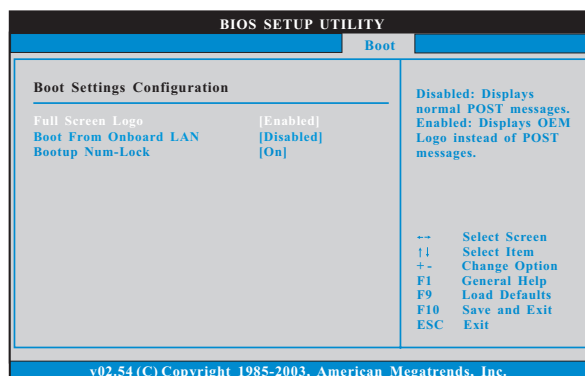 BIOS SETUP UTILITY
Boot
Boot Settings Configuration
Full Screen Logo [Enabled]
Boot From Onboard LAN [Disabled]
Bootup Num-Lock [On]
Disabled: Displays
normal POST messages.
Enabled: Displays OEM
Logo instead of POST
messages.
←→ Select Screen
↑↓ Select Item
+ - Change Option
F1 General Help
F9 Load Defaults
F10 Save and Exit
ESC Exit
v02.54 (C) Copyright 1985-2003, American Megatrends, Inc.